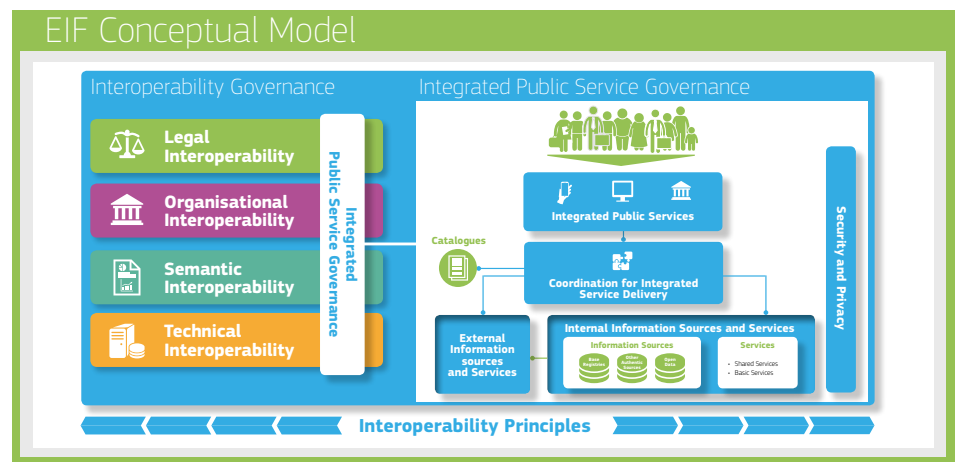 EIF Conceptual Model
Interoperability Governance
Legal
Interoperability
Organisational
Interoperability
Semantic
Interoperability
Technical
Interoperability
Integrated
Public Service Governance
Integrated Public Service Governance
Integrated Public Services
Catalogues
Coordination for Integrated
Service Delivery
External
Information
sources
and Services
Internal Information Sources and Services
Information Sources
Base
Registries
Other
Authentic
Sources
Open
Data
Services
• Shared Services
• Basic Services
Security and Privacy
Interoperability Principles